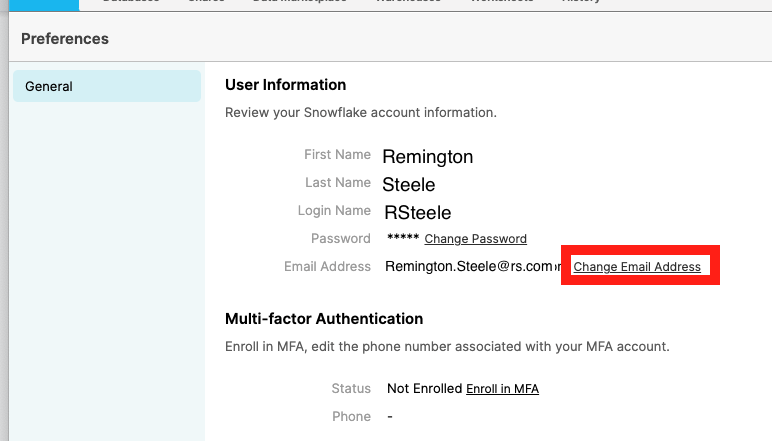 Preferences
General
User Information
Review your Snowflake account information.
First Name Remington
Last Name Steele
Login Name RSteele
Password ***** Change Password
Email Address Remington.Steele@rs.com Change Email Address
Multi-factor Authentication
Enroll in MFA, edit the phone number associated with your MFA account.
Status Not Enrolled Enroll in MFA
Phone -